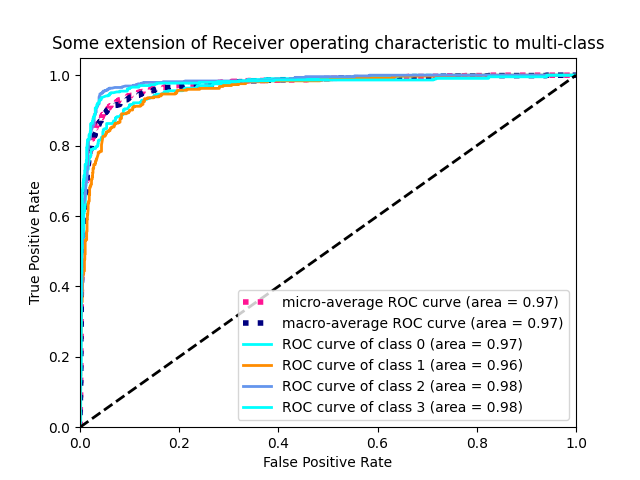 Some extension of Receiver operating characteristic to multi-class
1.0
0.8
0.6
0.4
0.2
0.0
True Positive Rate
micro-average ROC curve (area = 0.97)
macro-average ROC curve (area = 0.97)
ROC curve of class 0 (area = 0.97)
ROC curve of class 1 (area = 0.96)
ROC curve of class 2 (area = 0.98)
ROC curve of class 3 (area = 0.98)
0.0 0.2 0.4 0.6 0.8 1.0
False Positive Rate